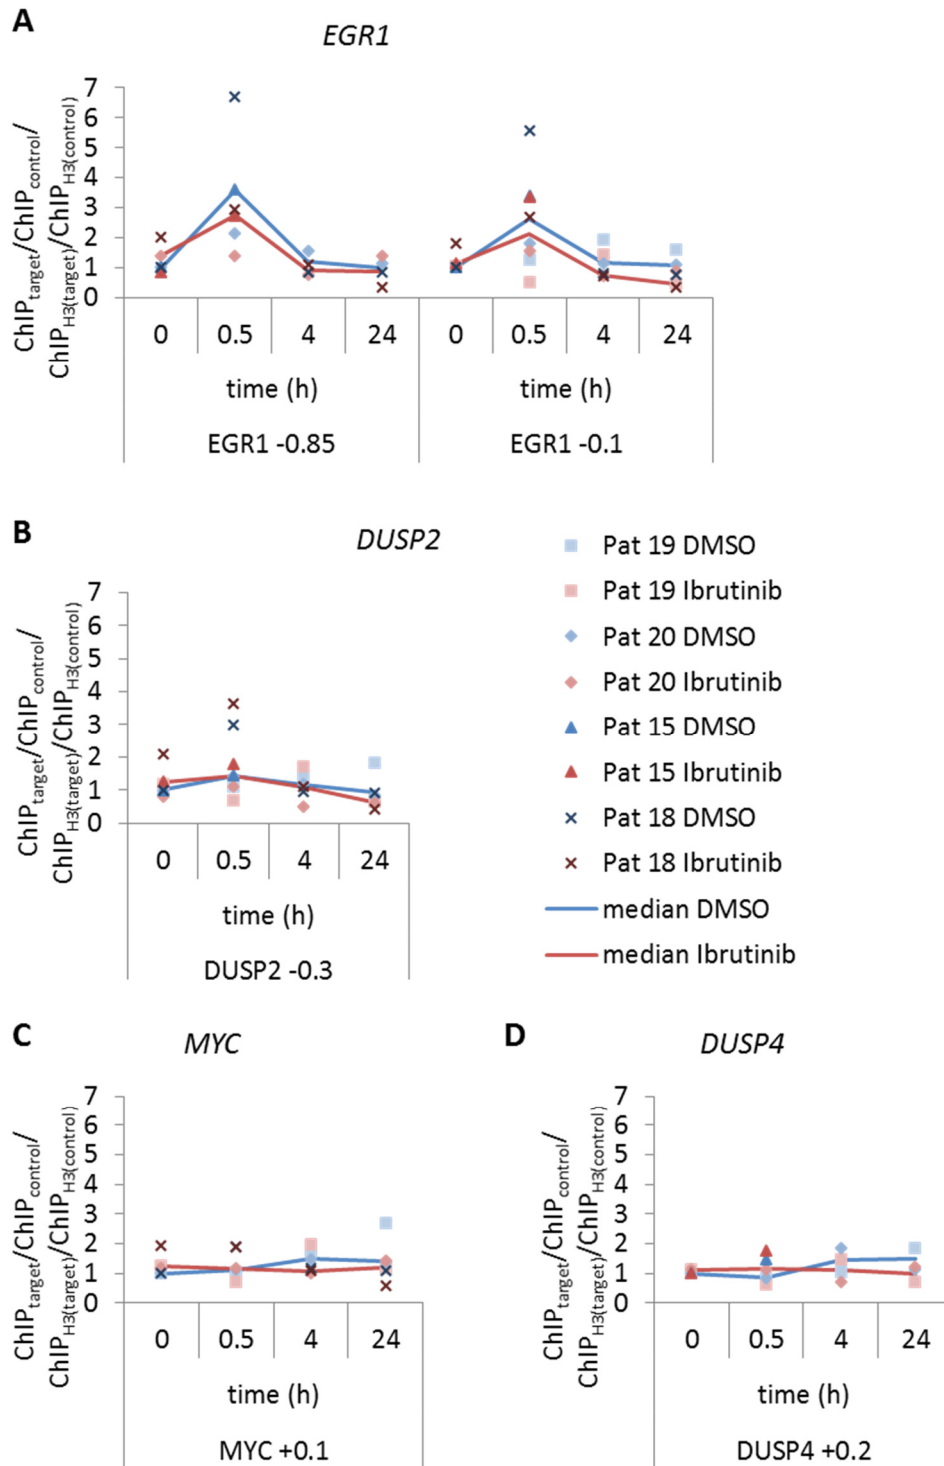 A
EGR1
ChIPtarget/ChIPcontrol/
ChIPH3(target)/ChIPH3(control)
7
6
5
4
3
2
1
0
0 0.5 4 24 0 0.5 4 24
time (h) time (h)
EGR1 -0.85 EGR1 -0.1
B
DUSP2
ChIPtarget/ChIPcontrol/
ChIPH3(target)/ChIPH3(control)
7
6
5
4
3
2
1
0
0 0.5 4 24
time (h)
DUSP2 -0.3
Pat 19 DMSO
Pat 19 Ibrutinib
Pat 20 DMSO
Pat 20 Ibrutinib
Pat 15 DMSO
Pat 15 Ibrutinib
Pat 18 DMSO
Pat 18 Ibrutinib
median DMSO
median Ibrutinib
C
MYC
ChIPtarget/ChIPcontrol/
ChIPH3(target)/ChIPH3(control)
7
6
5
4
3
2
1
0
0 0.5 4 24
time (h)
MYC +0.1
D
DUSP4
ChIPtarget/ChIPcontrol/
ChIPH3(target)/ChIPH3(control)
7
6
5
4
3
2
1
0
0 0.5 4 24
time (h)
DUSP4 +0.2